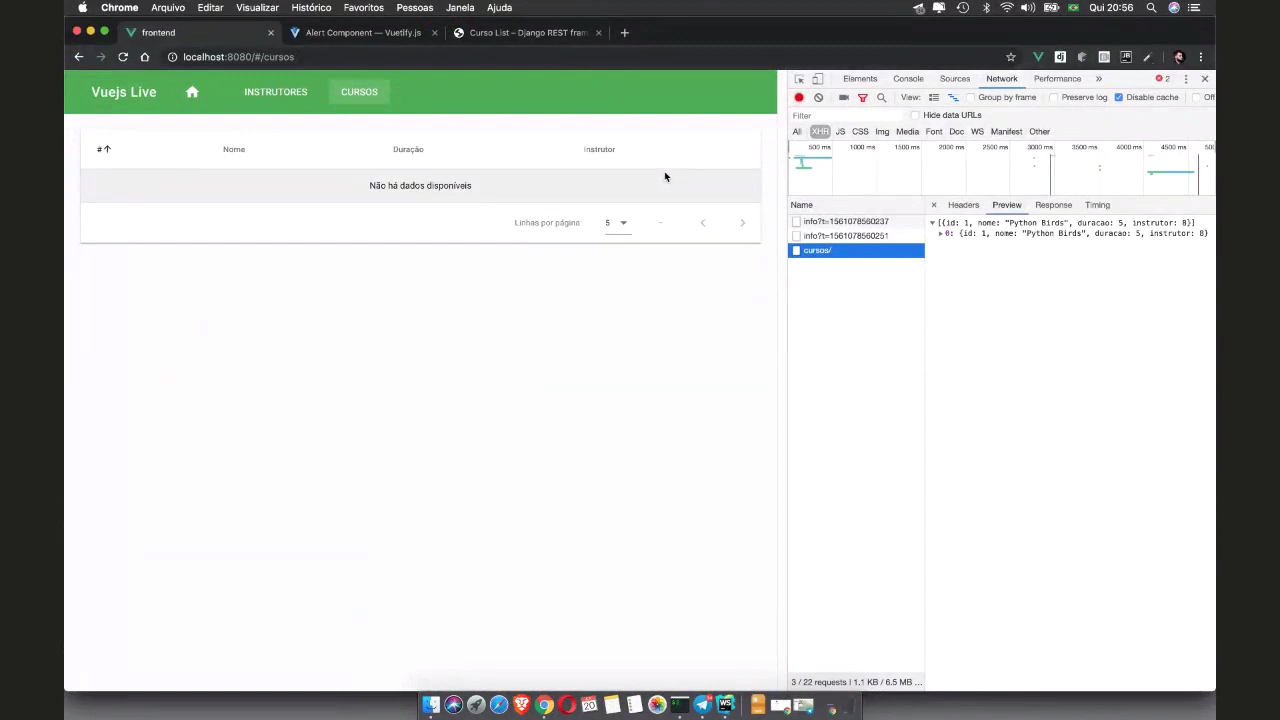 Chrome Arquivo Editar Visualizar Histórico Favoritos Pessoas Janela Ajuda Qui 20:56
frontend Alert Component — Vuetify.js Curso List – Django REST fram
localhost:8080/#/cursos
Vuejs Live INSTRUTORES CURSOS
# Nome Duração Instrutor
Não há dados disponíveis
Linhas por página: 5 –
Elements Console Sources Network Performance » 2
View: Group by frame Preserve log Disable cache Off
Filter Hide data URLs
All XHR JS CSS Img Media Font Doc WS Manifest Other
500 ms 1000 ms 1500 ms 2000 ms 2500 ms 3000 ms 3500 ms 4000 ms 4500 ms
Name Headers Preview Response Timing
info?t=1561078560237
info?t=1561078560251
cursos/
[{id: 1, nome: "Python Birds", duracao: 5, instrutor: 8}]
0: {id: 1, nome: "Python Birds", duracao: 5, instrutor: 8}
3 / 22 requests | 1.1 KB / 6.5 MB ...